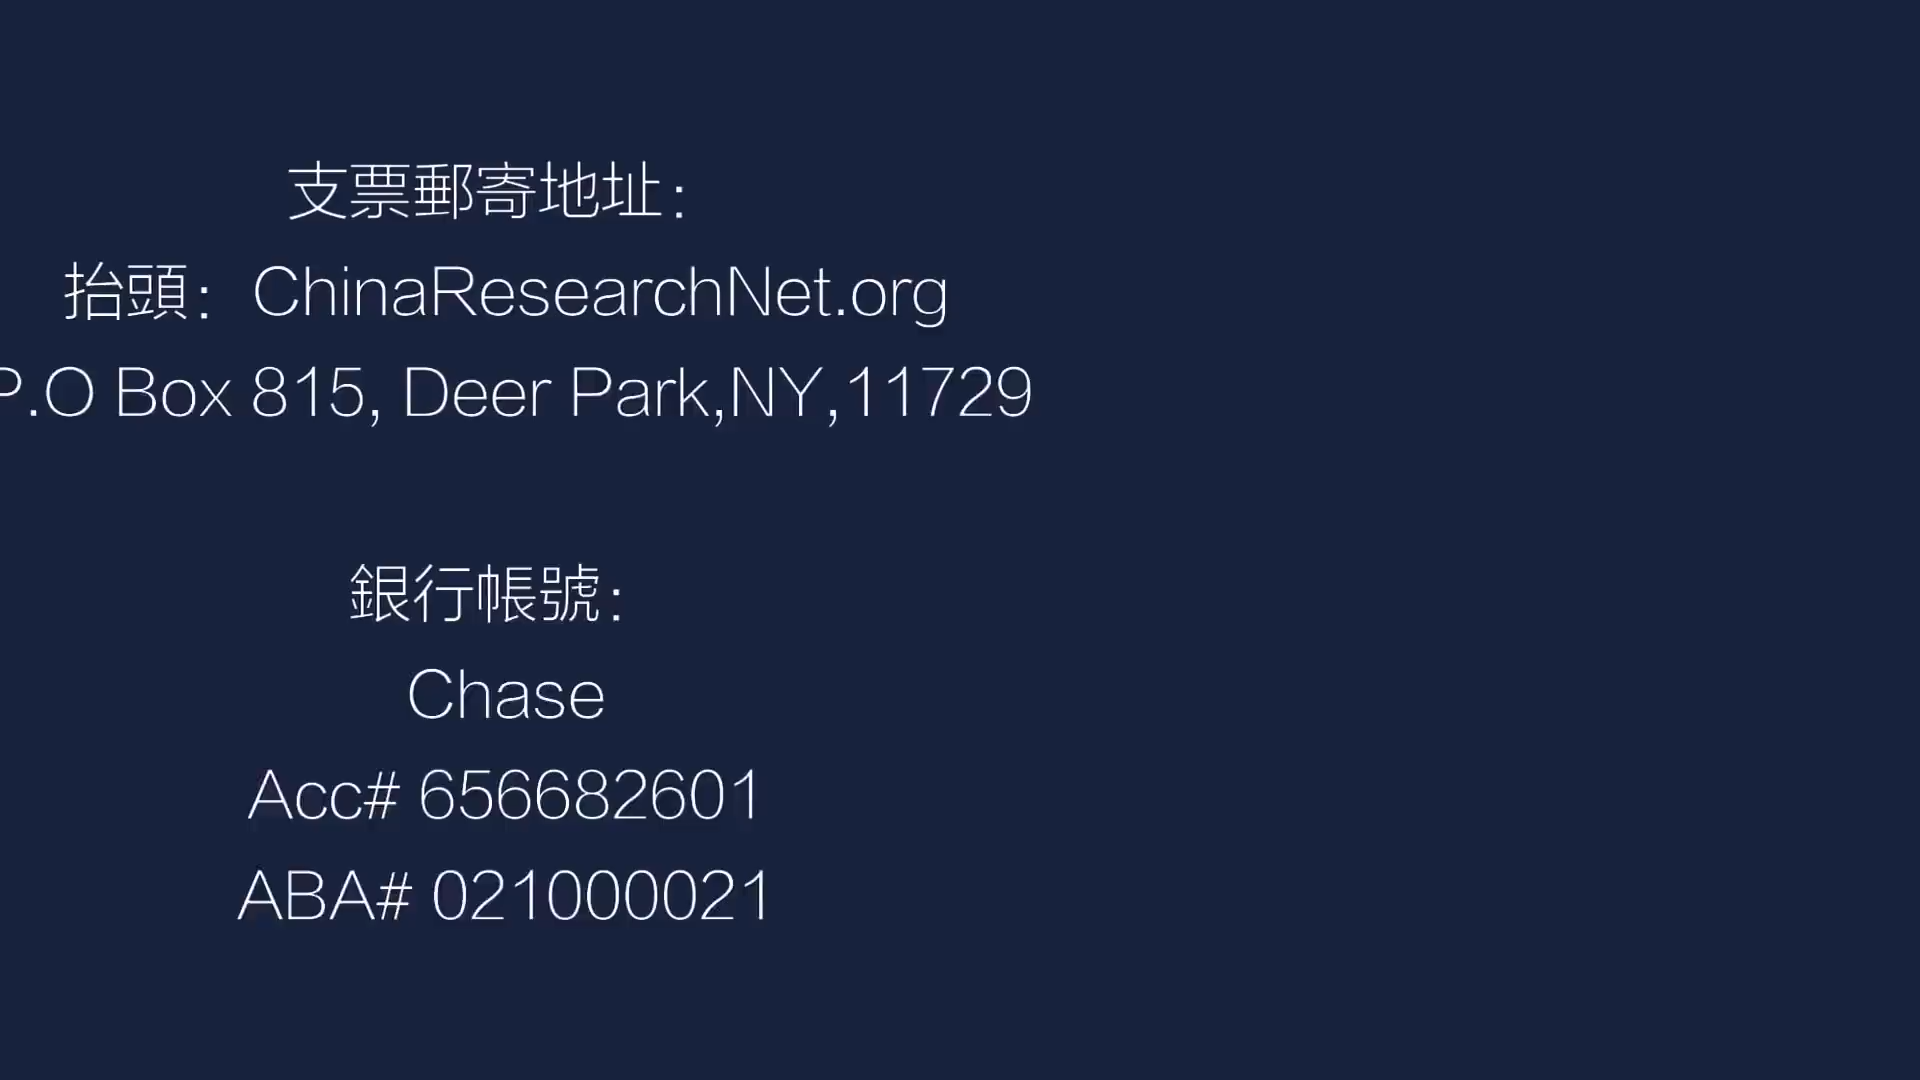 支票郵寄地址:
抬頭: ChinaResearchNet.org
P.O Box 815, Deer Park,NY,11729
銀行帳號:
Chase
Acc# 656682601
ABA# 021000021